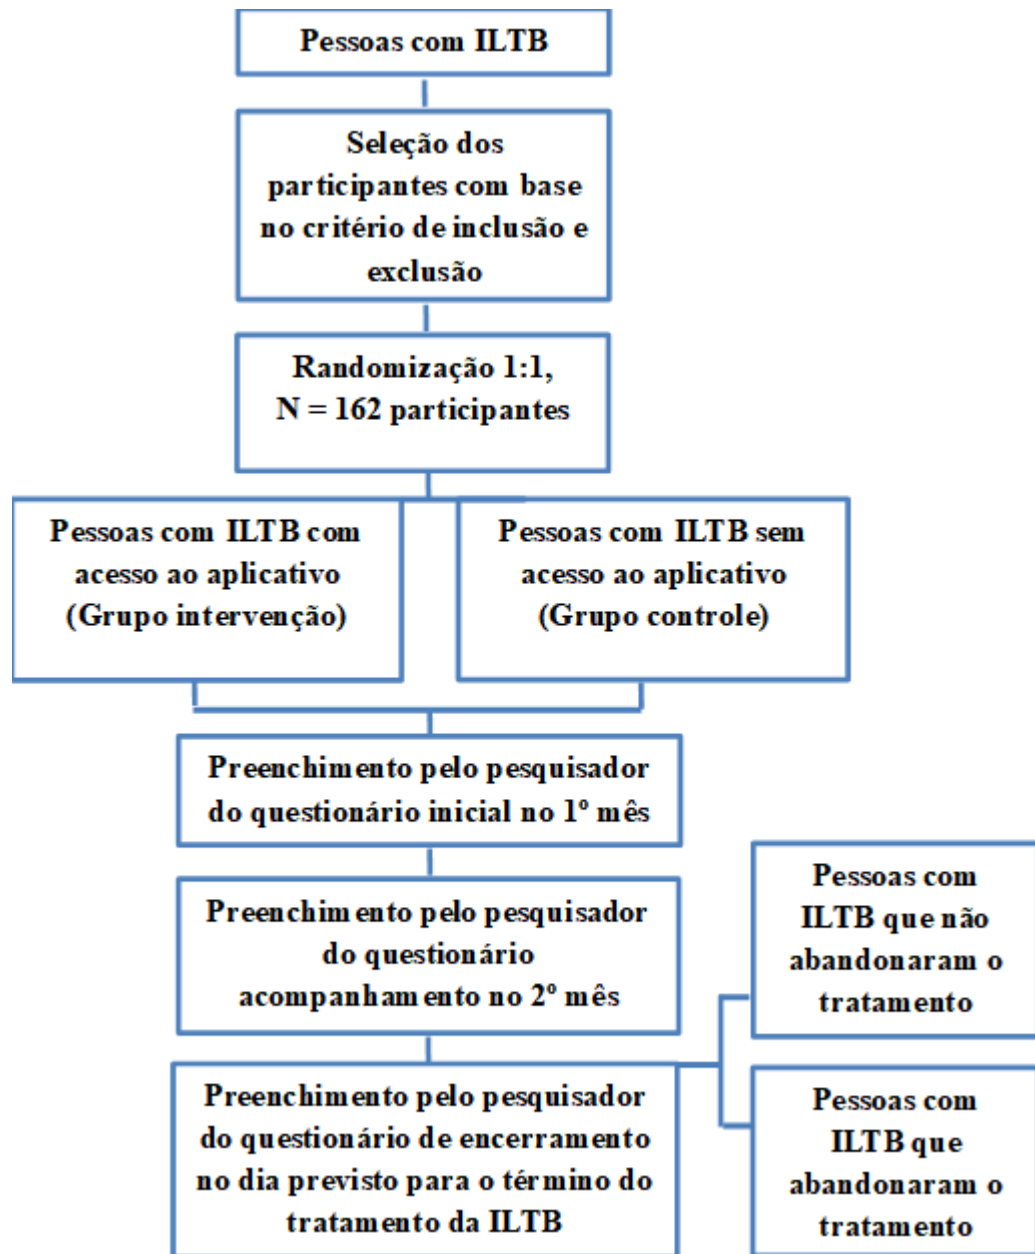 Pessoas com ILTB
Seleção dos
participantes com base
no critério de inclusão e
exclusão
Randomização 1:1,
N = 162 participantes
Pessoas com ILTB com
acesso ao aplicativo
(Grupo intervenção)
Pessoas com ILTB sem
acesso ao aplicativo
(Grupo controle)
Preenchimento pelo pesquisador
do questionário inicial no 1º mês
Preenchimento pelo pesquisador
do questionário
acompanhamento no 2º mês
Preenchimento pelo pesquisador
do questionário de encerramento
no dia previsto para o término do
tratamento da ILTB
Pessoas com
ILTB que não
abandonaram o
tratamento
Pessoas com
ILTB que
abandonaram o
tratamento